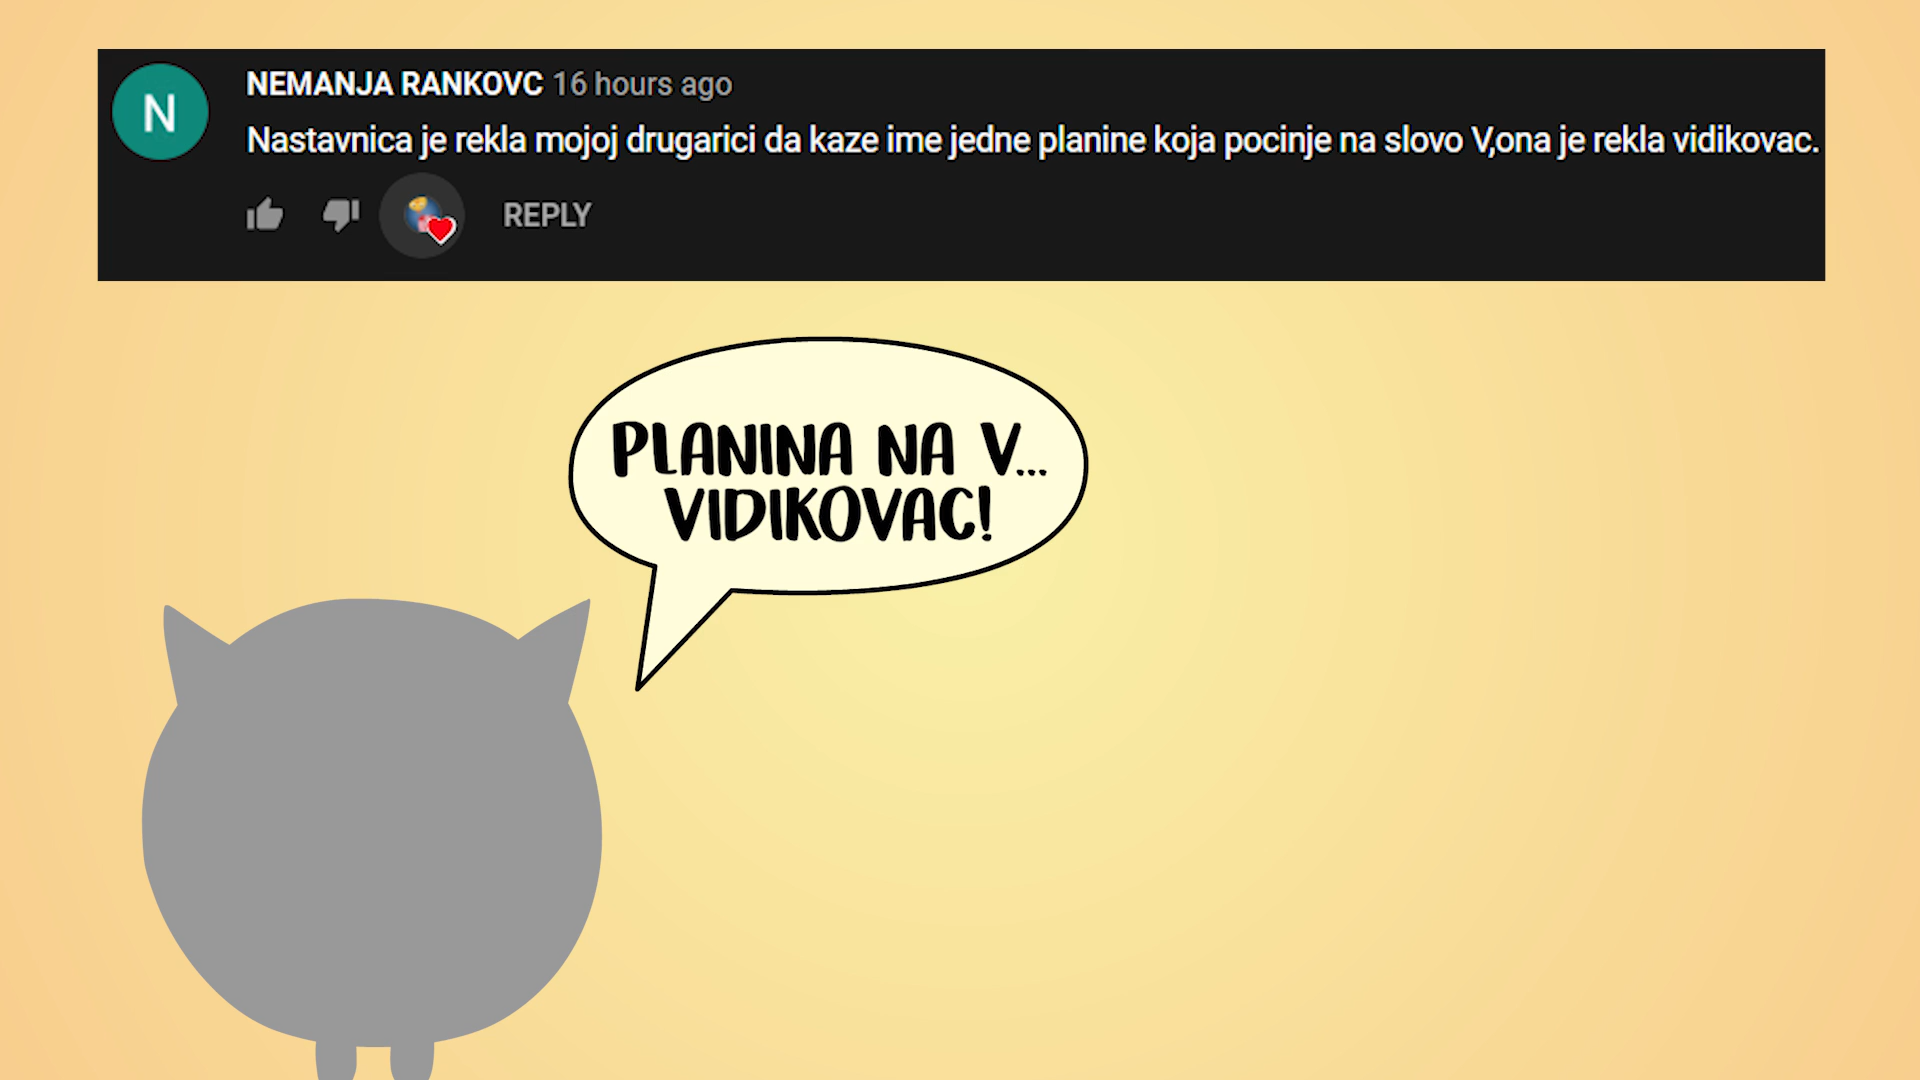 N
NEMANJA RANKOVC 16 hours ago
Nastavnica je rekla mojoj drugarici da kaze ime jedne planine koja pocinje na slovo V,ona je rekla vidikovac.
REPLY
PLANINA NA V...
VIDIKOVAC!